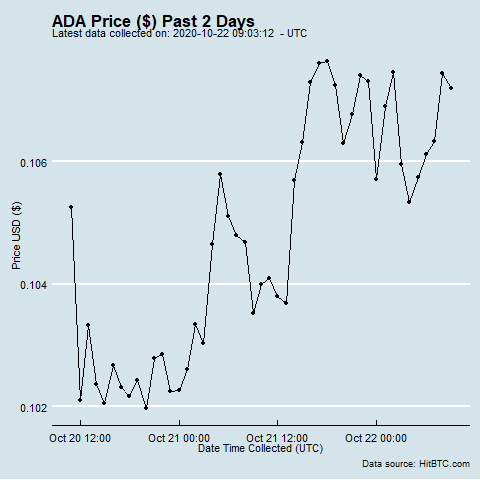 ADA Price ($) Past 2 Days
Latest data collected on: 2020-10-22 09:03:12 - UTC
Price USD ($)
0.106
0.104
0.102
Oct 20 12:00 Oct 21 00:00 Oct 21 12:00 Oct 22 00:00
Date Time Collected (UTC)
Data source: HitBTC.com